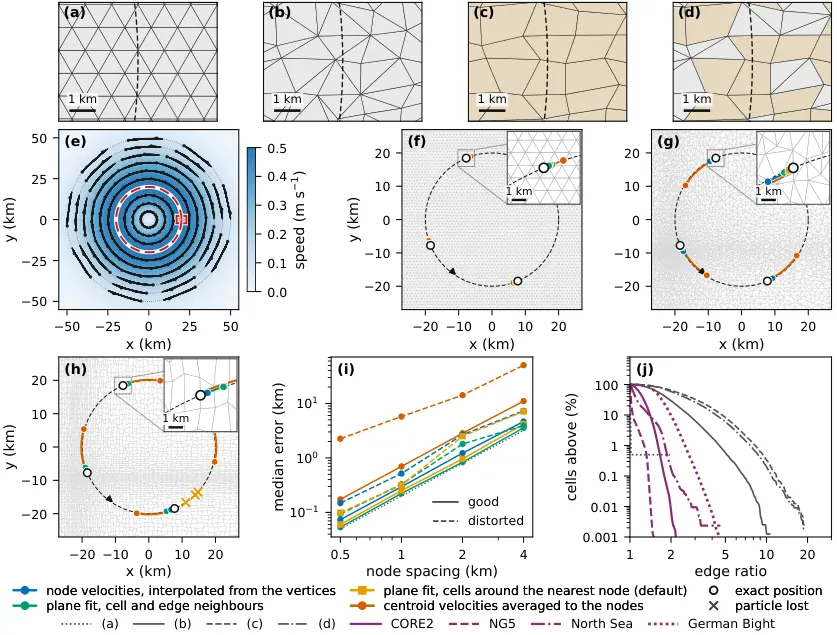 (a) (b) (c) (d)
1 km 1 km 1 km 1 km
(e) (f) (g)
50 25 0 −25 −50
y (km)
−50 −25 0 25 50
x (km)
0.5 0.4 0.3 0.2 0.1 0.0
speed (m s⁻¹)
20 10 0 −10 −20
y (km)
1 km
−20 −10 0 10 20
x (km)
20 10 0 −10 −20
y (km)
1 km
−20 −10 0 10 20
x (km)
(h) (i) (j)
20 10 0 −10 −20
y (km)
1 km
−20 −10 0 10 20
x (km)
10¹ 10⁰ 10⁻¹
median error (km)
good
distorted
0.5 1 2 4
node spacing (km)
100 10 1 0.1 0.01 0.001
cells above (%)
1 2 5 10 20
edge ratio
node velocities, interpolated from the vertices plane fit, cells around the nearest node (default) exact position
plane fit, cell and edge neighbours centroid velocities averaged to the nodes particle lost
(a) (b) (c) (d) CORE2 NG5 North Sea German Bight